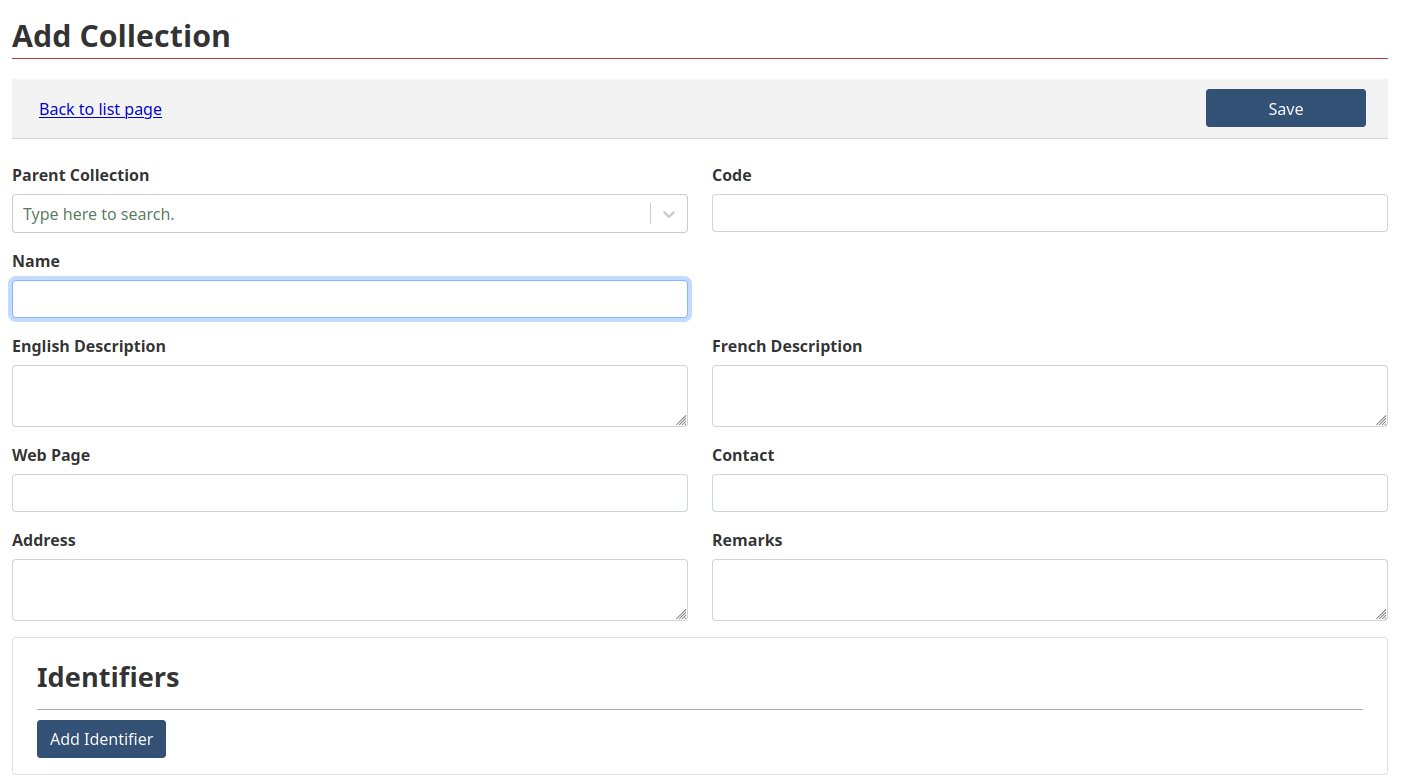 Add Collection
Back to list page Save
Parent Collection Code
Type here to search.
Name
English Description French Description
Web Page Contact
Address Remarks
Identifiers
Add Identifier